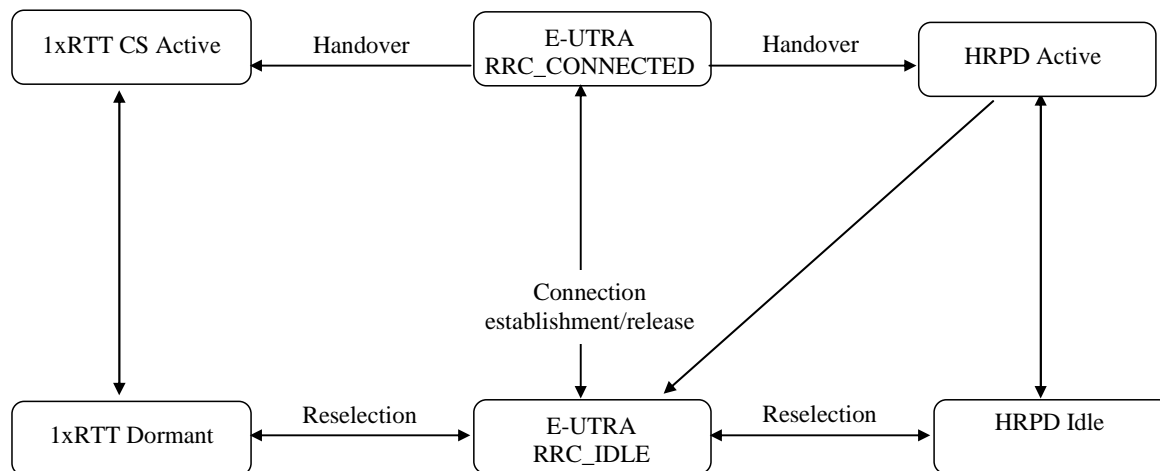 1xRTT CS Active
Handover
E-UTRA
RRC_CONNECTED
Handover
HRPD Active
Connection
establishment/release
1xRTT Dormant
Reselection
E-UTRA
RRC_IDLE
Reselection
HRPD Idle